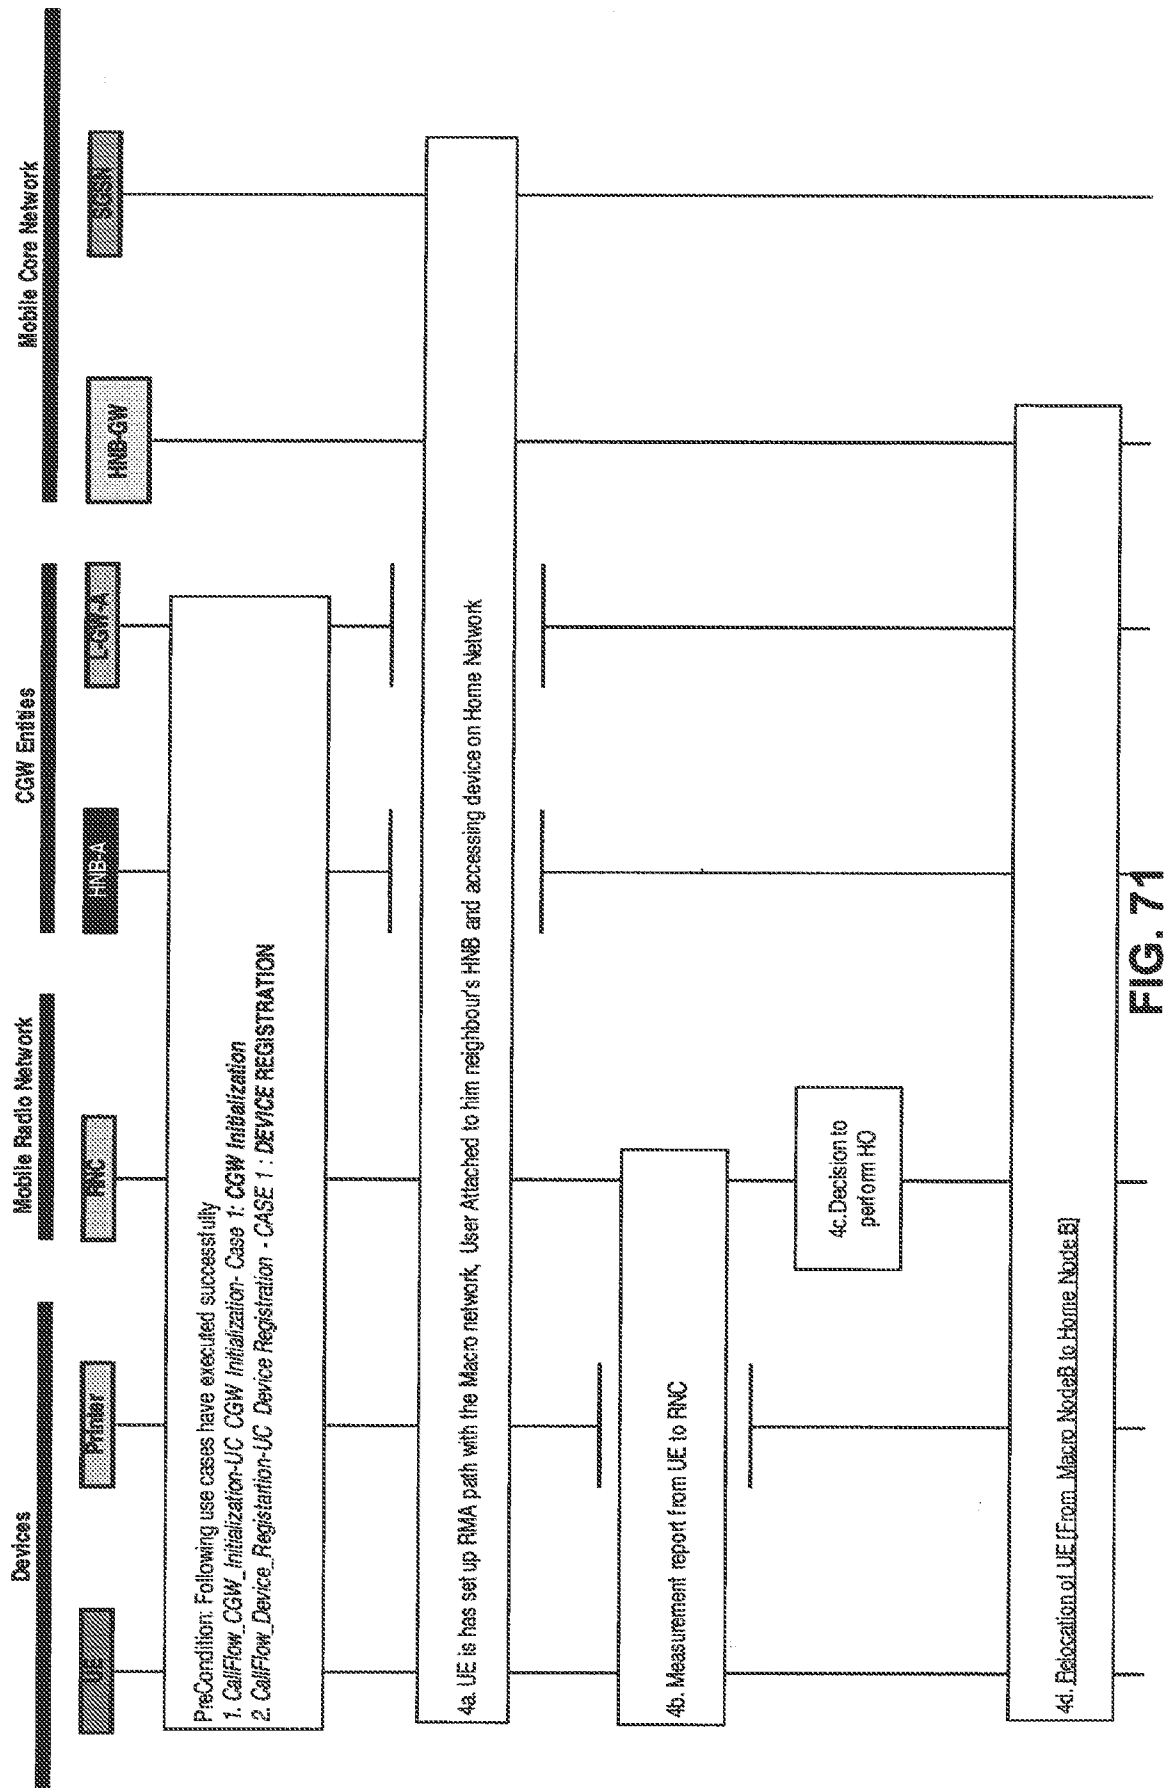 Devices
Mobile Radio Network
CGW Entities
Mobile Core Network
UE
Printer
RNC
HNB-A
L-GW-A
HNB-GW
SGSN
PreCondition: Following use cases have executed successfully
1. CallFlow_CGW_Initialization-UC CGW Initialization- Case 1: CGW Initialization
2. CallFlow_Device_Registartion-UC Device Registration - CASE 1 : DEVICE REGISTRATION
4a. UE is has set up RMA path with the Macro network, User Attached to him neighbour's HNB and accessing device on Home Network
4b. Measurement report from UE to RNC
4c.Decision to
perform HO
4d. Relocation of UE [From Macro NodeB to Home Node B]
FIG. 71